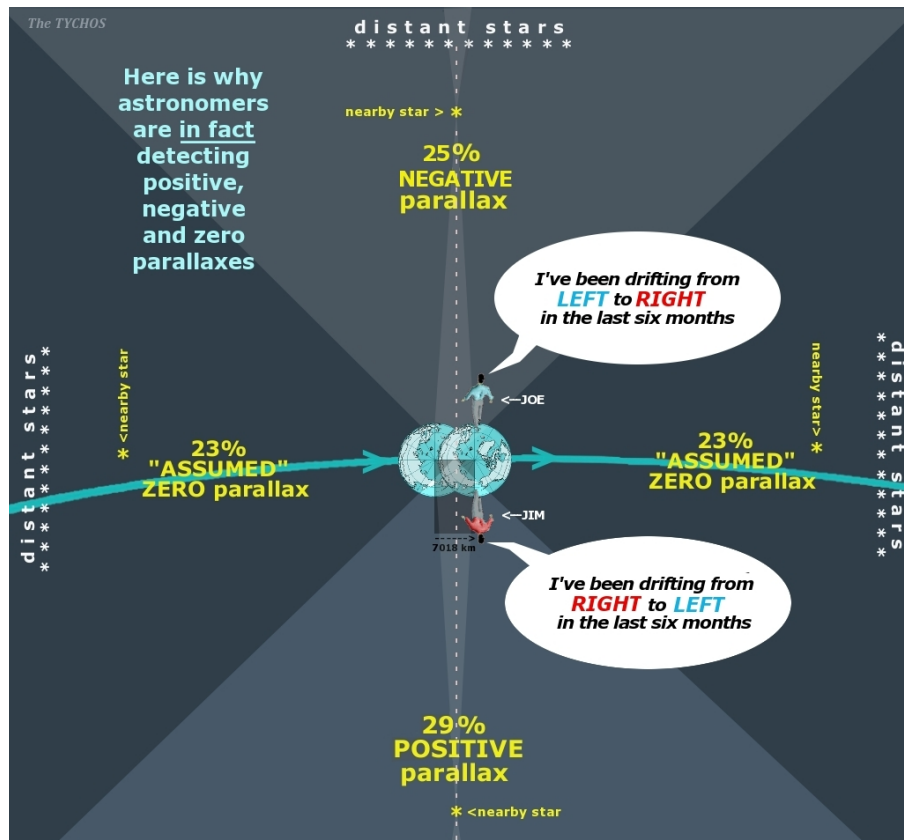 The TYCHOS
distant stars
* * * * * * * * * * * *
Here is why
astronomers
are in fact
detecting
positive,
negative
and zero
parallaxes
nearby star > *
25%
NEGATIVE
parallax
I've been drifting from
LEFT to RIGHT
in the last six months
distant stars
<nearby star
*
23%
"ASSUMED"
ZERO parallax
<—JOE
nearby star>
*
23%
"ASSUMED"
ZERO parallax
distant stars
<—JIM
7018 km
I've been drifting from
RIGHT to LEFT
in the last six months
29%
POSITIVE
parallax
* <nearby star